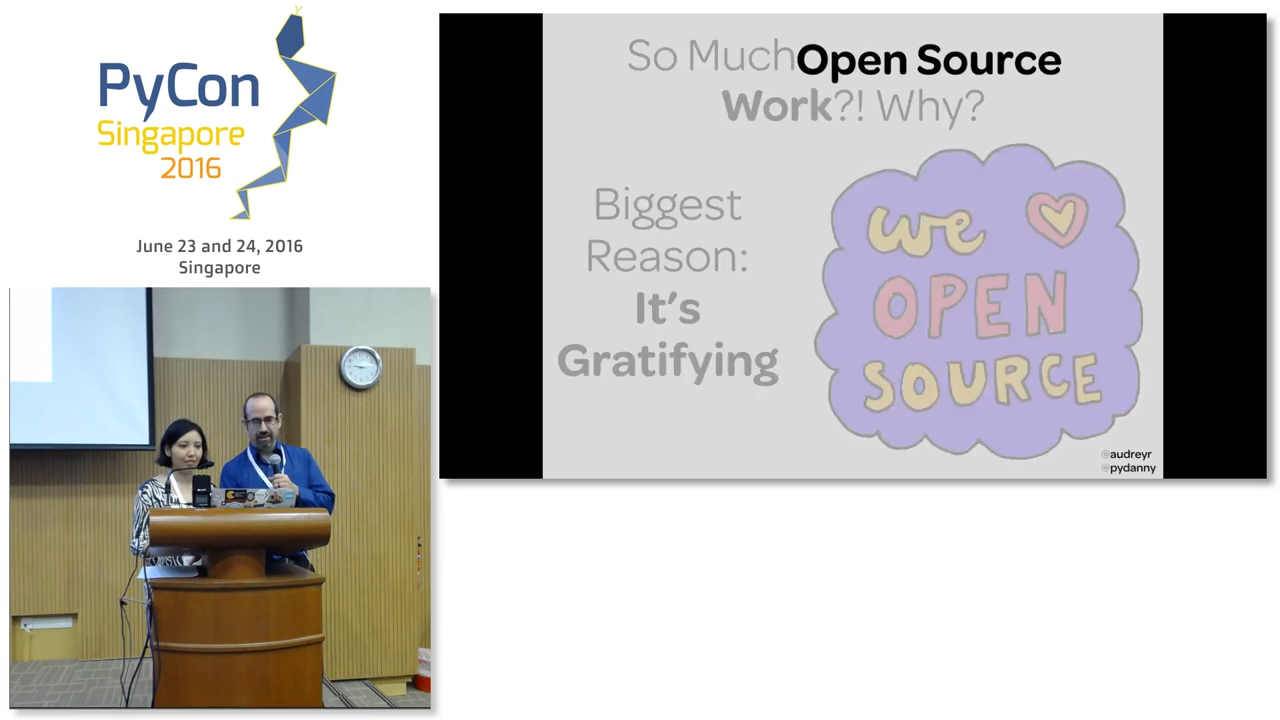 PyCon
Singapore
2016
June 23 and 24, 2016
Singapore
So Much Open Source
Work?! Why?
Biggest
Reason:
It's
Gratifying
we
OPEN
SOURCE
@audreyr
@pydanny